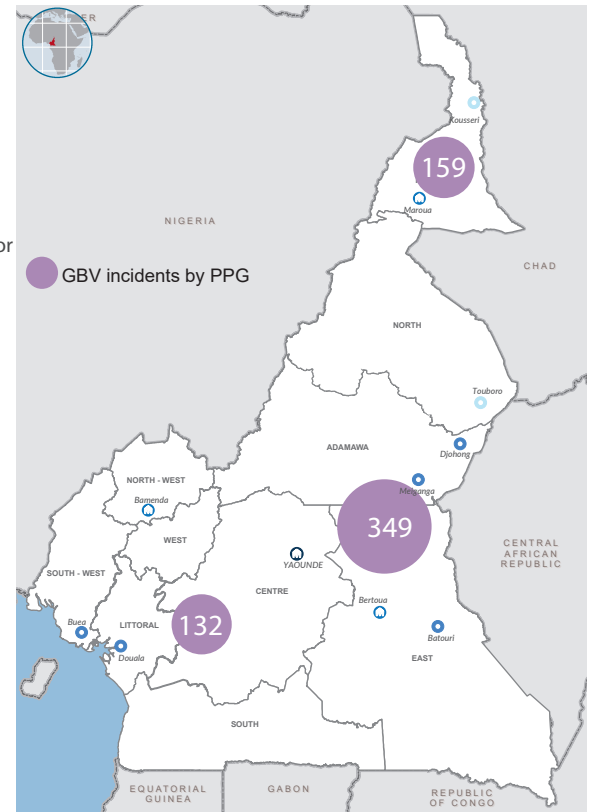 ER
Kousseri
159
Maroua
NIGERIA
or
CHAD
GBV incidents by PPG
NORTH
Touboro
ADAMAWA
Djohong
NORTH - WEST
Meiganga
Bamenda
349
WEST
CENTRAL
AFRICAN
REPUBLIC
YAOUNDE
SOUTH - WEST
CENTRE
Bertoua
Buea
LITTORAL
132
Batouri
Douala
EAST
SOUTH
EQUATORIAL
GUINEA
GABON
REPUBLIC
OF CONGO